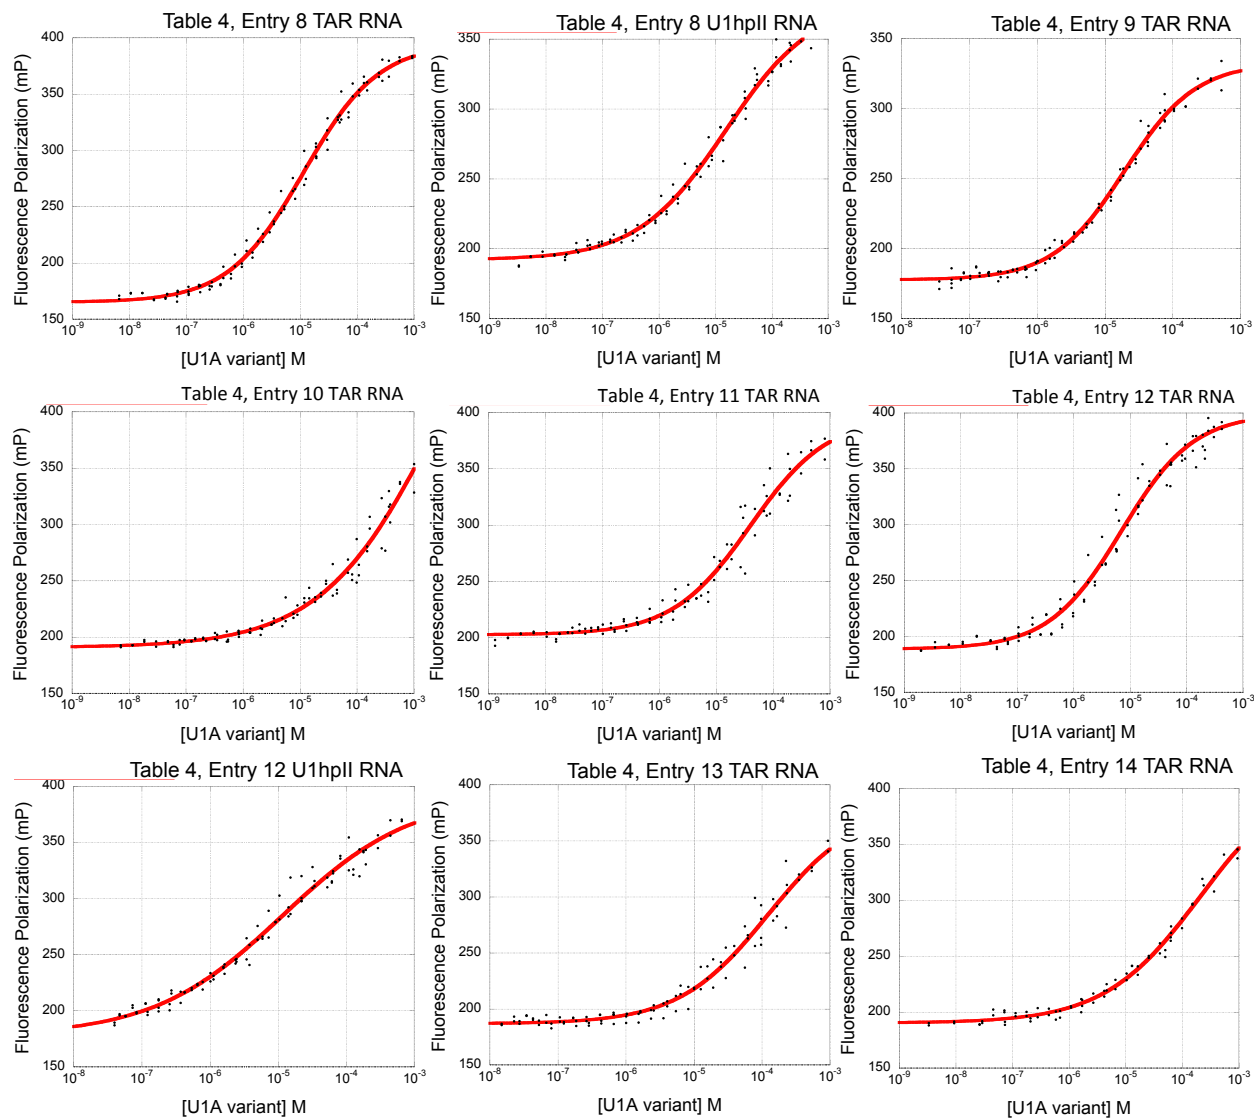 Table 4, Entry 8 TAR RNA
Fluorescence Polarization (mP)
400
350
300
250
200
150
10-9 10-8 10-7 10-6 10-5 10-4 10-3
[U1A variant] M
Table 4, Entry 8 U1hpII RNA
Fluorescence Polarization (mP)
350
300
250
200
150
10-9 10-8 10-7 10-6 10-5 10-4 10-3
[U1A variant] M
Table 4, Entry 9 TAR RNA
Fluorescence Polarization (mP)
350
300
250
200
150
10-8 10-7 10-6 10-5 10-4 10-3
[U1A variant] M
Table 4, Entry 10 TAR RNA
Fluorescence Polarization (mP)
400
350
300
250
200
150
10-9 10-8 10-7 10-6 10-5 10-4 10-3
[U1A variant] M
Table 4, Entry 11 TAR RNA
Fluorescence Polarization (mP)
400
350
300
250
200
150
10-9 10-8 10-7 10-6 10-5 10-4 10-3
[U1A variant] M
Table 4, Entry 12 TAR RNA
Fluorescence Polarization (mP)
400
350
300
250
200
150
10-9 10-8 10-7 10-6 10-5 10-4 10-3
[U1A variant] M
Table 4, Entry 12 U1hpII RNA
Fluorescence Polarization (mP)
400
350
300
250
200
150
10-8 10-7 10-6 10-5 10-4 10-3
[U1A variant] M
Table 4, Entry 13 TAR RNA
Fluorescence Polarization (mP)
400
350
300
250
200
150
10-8 10-7 10-6 10-5 10-4 10-3
[U1A variant] M
Table 4, Entry 14 TAR RNA
Fluorescence Polarization (mP)
400
350
300
250
200
150
10-9 10-8 10-7 10-6 10-5 10-4 10-3
[U1A variant] M